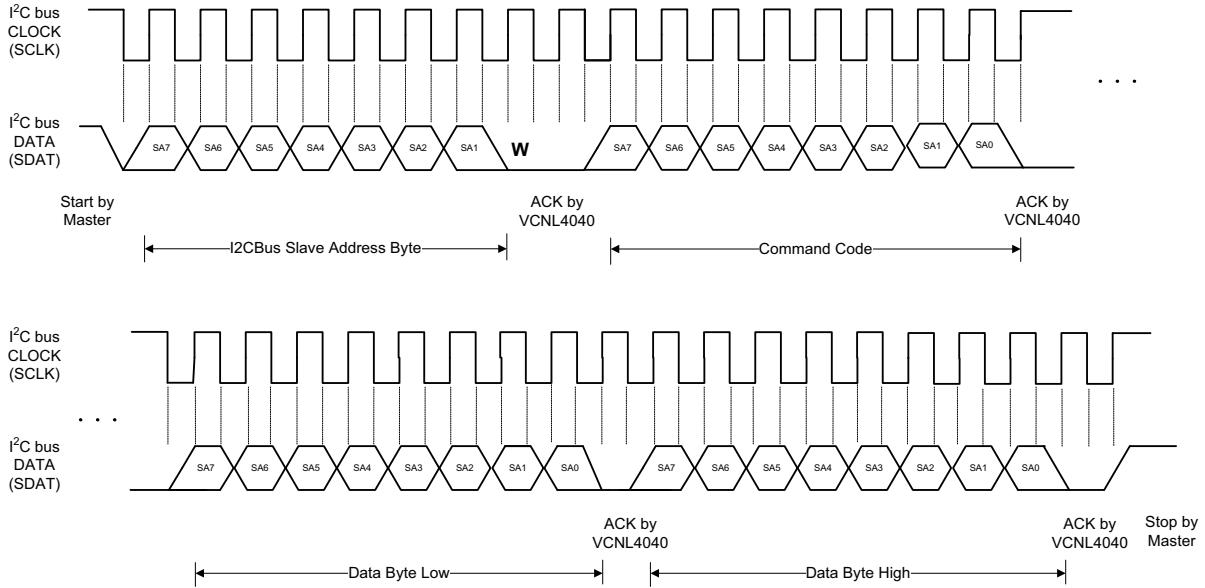 I²C bus
CLOCK
(SCLK)
. . .
I²C bus
DATA
(SDAT)
SA7 SA6 SA5 SA4 SA3 SA2 SA1 W SA7 SA6 SA5 SA4 SA3 SA2 SA1 SA0
Start by
Master
ACK by
VCNL4040
ACK by
VCNL4040
I2CBus Slave Address Byte
Command Code
I²C bus
CLOCK
(SCLK)
. . .
I²C bus
DATA
(SDAT)
SA7 SA6 SA5 SA4 SA3 SA2 SA1 SA0 SA7 SA6 SA5 SA4 SA3 SA2 SA1 SA0
ACK by
VCNL4040
ACK by
VCNL4040
Stop by
Master
Data Byte Low
Data Byte High